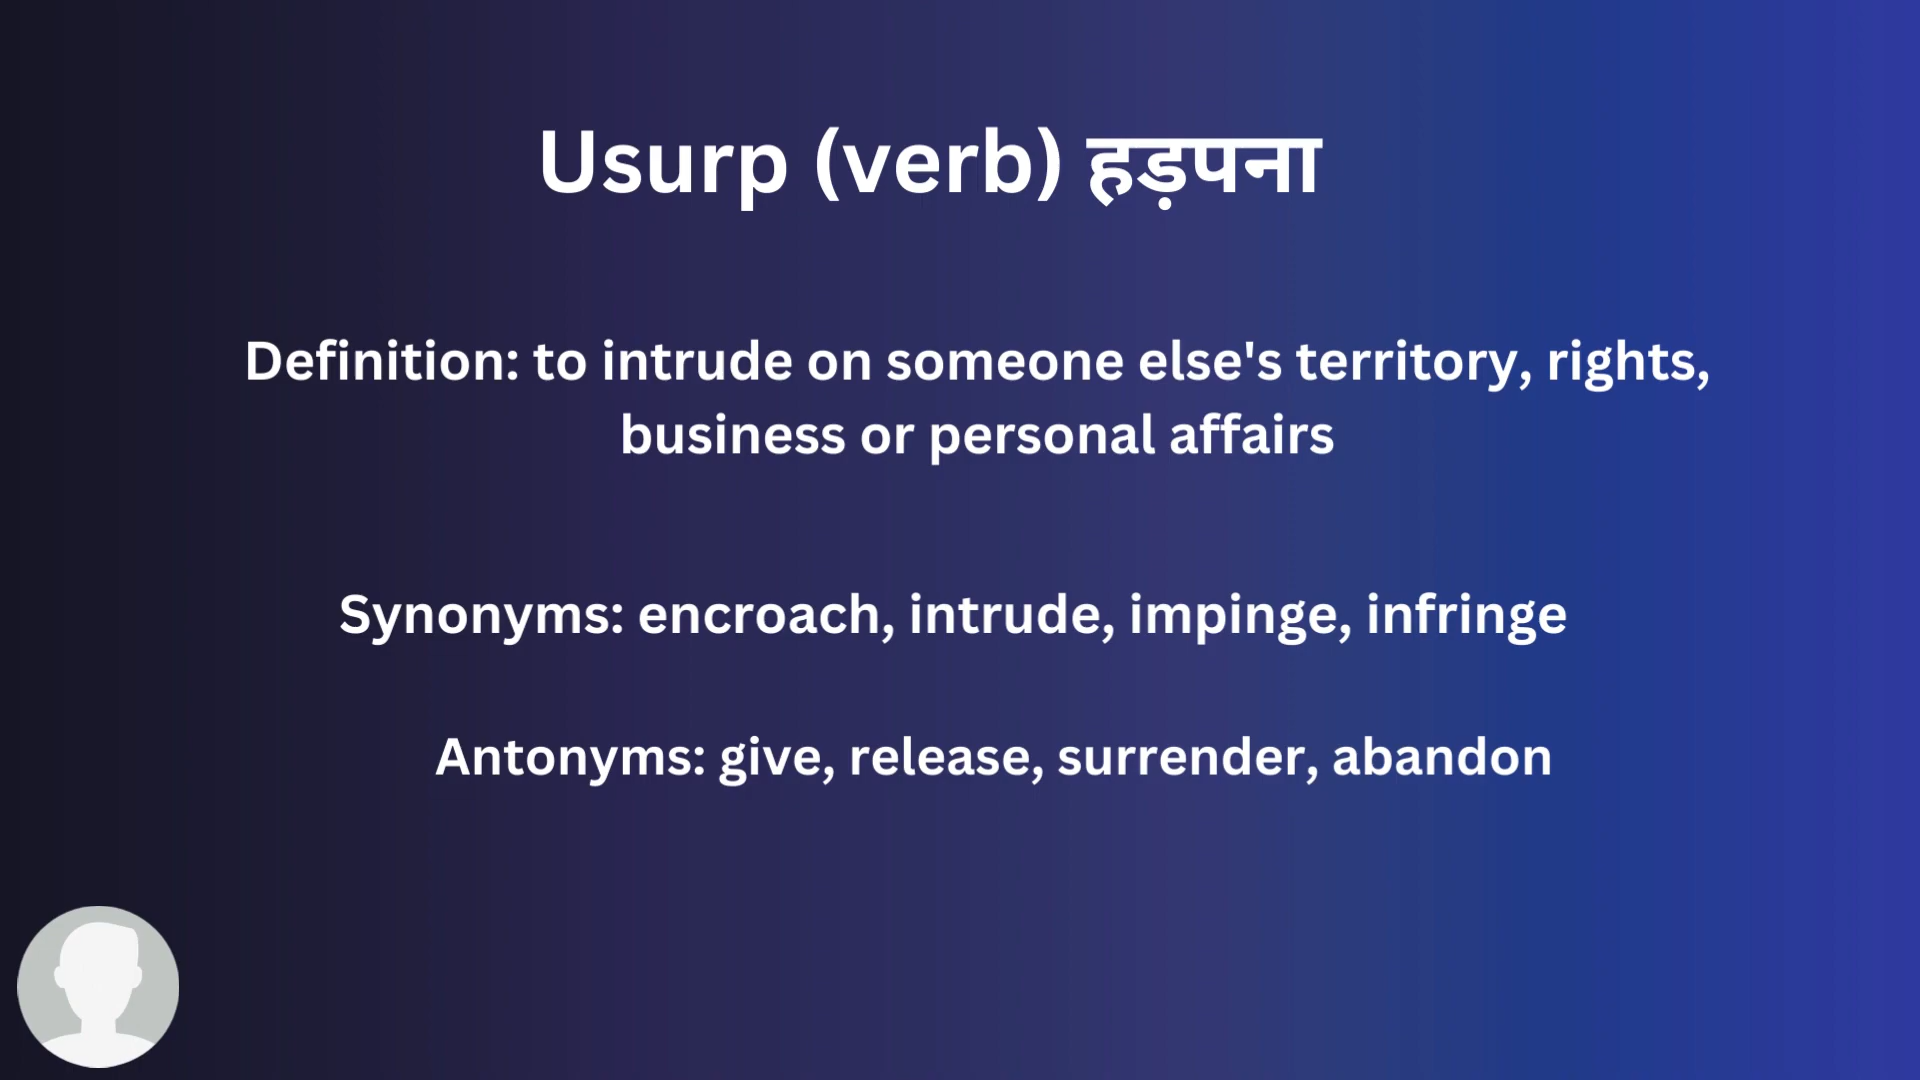 Usurp (verb) हड़पना
Definition: to intrude on someone else's territory, rights,
business or personal affairs
Synonyms: encroach, intrude, impinge, infringe
Antonyms: give, release, surrender, abandon